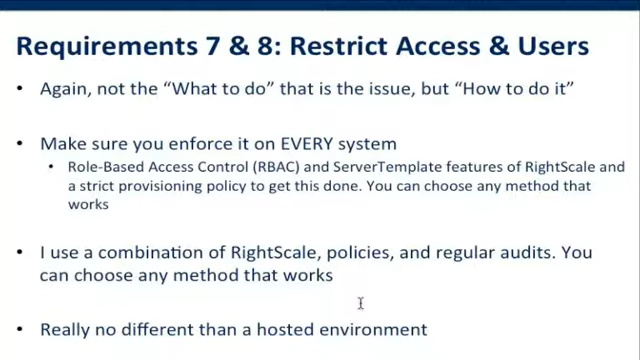 Requirements 7 & 8: Restrict Access & Users
• Again, not the “What to do” that is the issue, but “How to do it”
• Make sure you enforce it on EVERY system
• Role-Based Access Control (RBAC) and ServerTemplate features of RightScale and
a strict provisioning policy to get this done. You can choose any method that
works
• I use a combination of RightScale, policies, and regular audits. You
can choose any method that works
• Really no different than a hosted environment